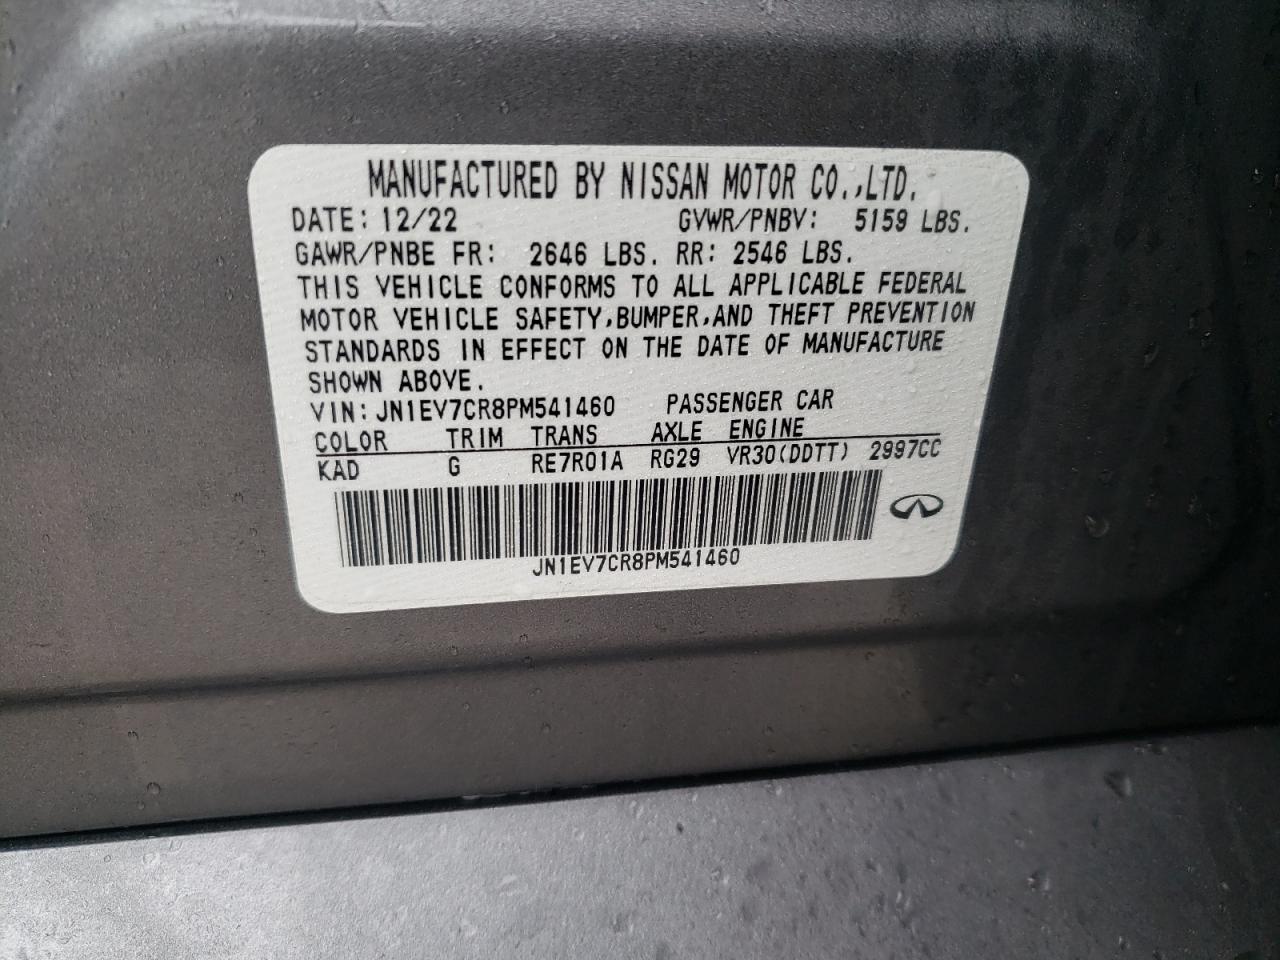 MANUFACTURED BY NISSAN MOTOR CO.,LTD.
DATE: 12/22 GVWR/PNBV: 5159 LBS.
GAWR/PNBE FR: 2646 LBS. RR: 2546 LBS.
THIS VEHICLE CONFORMS TO ALL APPLICABLE FEDERAL
MOTOR VEHICLE SAFETY,BUMPER,AND THEFT PREVENTION
STANDARDS IN EFFECT ON THE DATE OF MANUFACTURE
SHOWN ABOVE.
VIN: JN1EV7CR8PM541460 PASSENGER CAR
COLOR TRIM TRANS AXLE ENGINE
KAD G RE7R01A RG29 VR30(DDTT) 2997CC
JN1EV7CR8PM541460